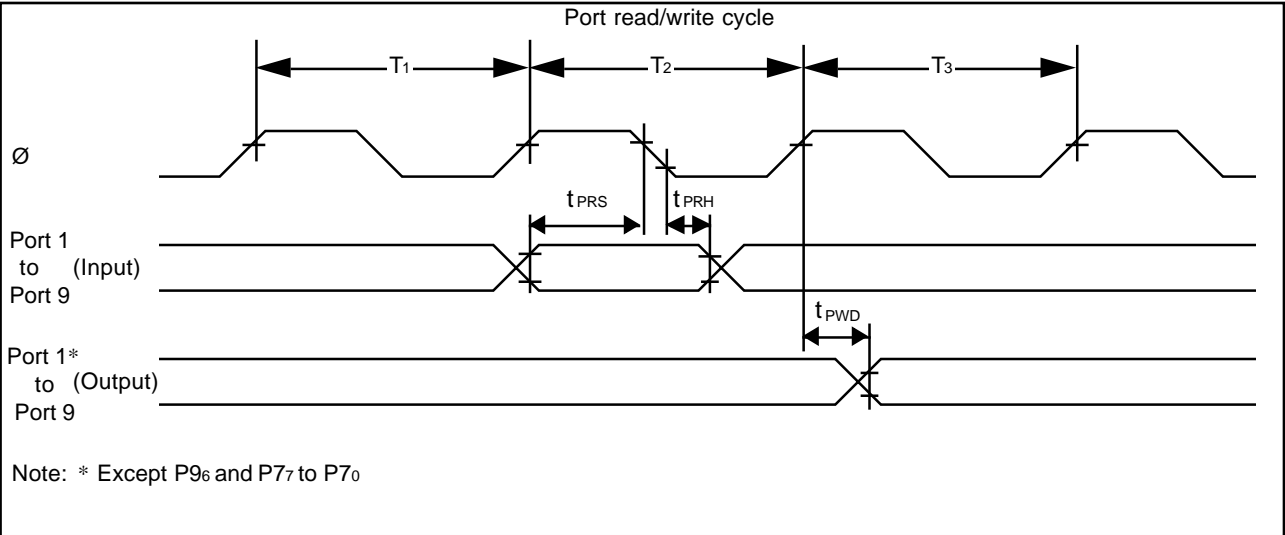 Port read/write cycle
T1 T2 T3
Ø
tPRS tPRH
Port 1
to (Input)
Port 9
tPWD
Port 1*
to (Output)
Port 9
Note: * Except P96 and P77 to P70